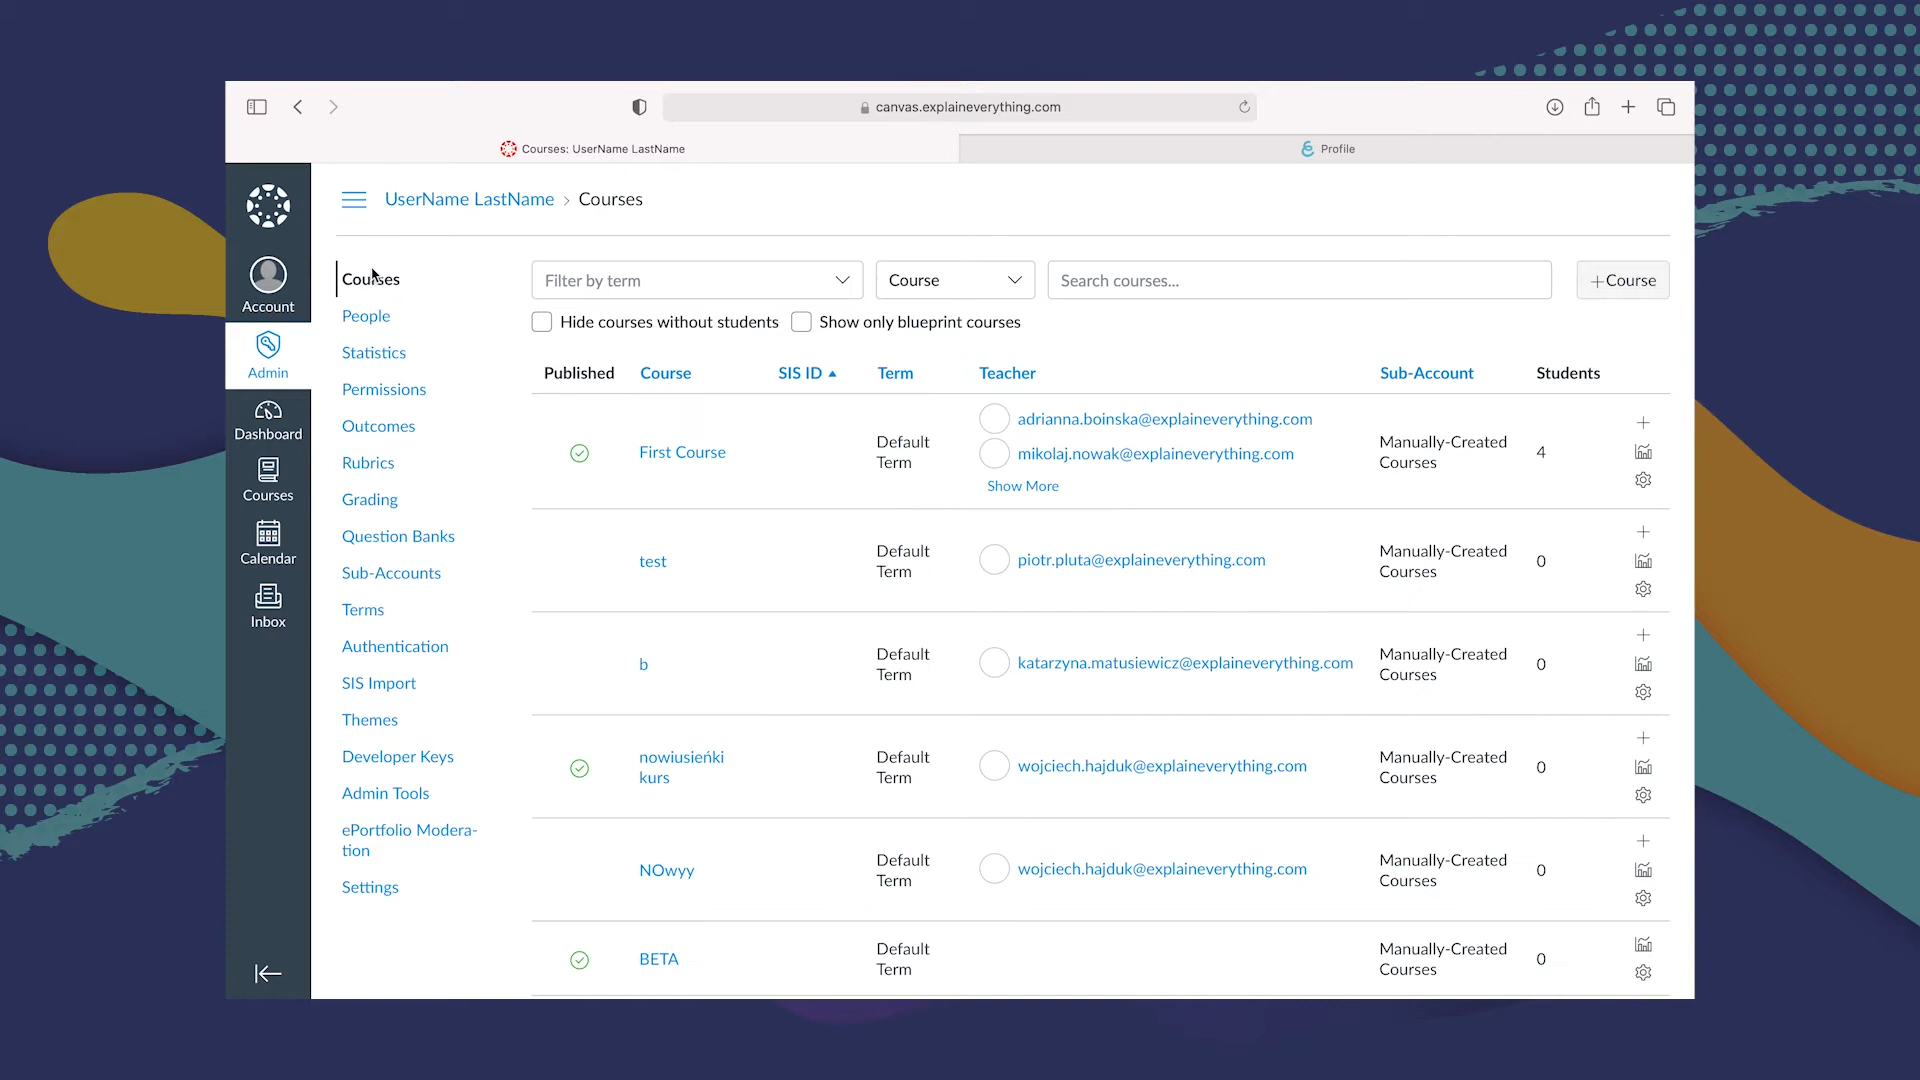 canvas.explaineverything.com
Courses: UserName LastName
Profile
UserName LastName > Courses
Account
Admin
Dashboard
Courses
Calendar
Inbox
Courses
People
Statistics
Permissions
Outcomes
Rubrics
Grading
Question Banks
Sub-Accounts
Terms
Authentication
SIS Import
Themes
Developer Keys
Admin Tools
ePortfolio Modera-
tion
Settings
Filter by term
Course
Search courses...
+Course
Hide courses without students
Show only blueprint courses
Published Course SIS ID Term Teacher Sub-Account Students
First Course
Default
Term
adrianna.boinska@explaineverything.com
mikolaj.nowak@explaineverything.com
Show More
Manually-Created
Courses
4
test
Default
Term
piotr.pluta@explaineverything.com
Manually-Created
Courses
0
b
Default
Term
katarzyna.matusiewicz@explaineverything.com
Manually-Created
Courses
0
nowiusieńki
kurs
Default
Term
wojciech.hajduk@explaineverything.com
Manually-Created
Courses
0
NOwyy
Default
Term
wojciech.hajduk@explaineverything.com
Manually-Created
Courses
0
BETA
Default
Term
Manually-Created
Courses
0